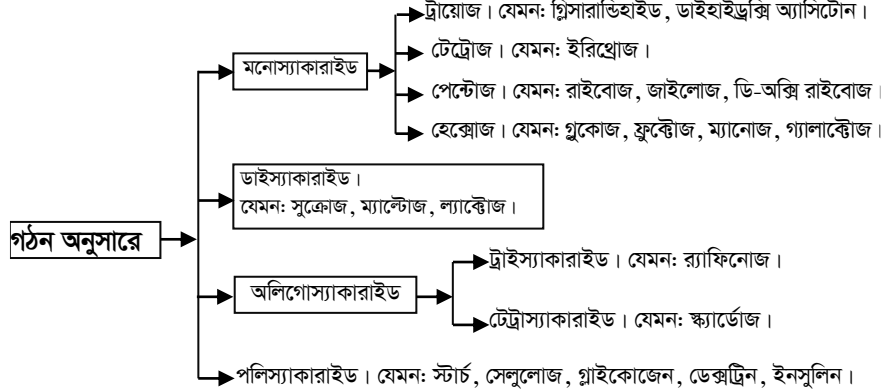 ট্রায়োজ। যেমন: গ্লিসারান্ডিহাইড, ডাইহাইড্রক্সি অ্যাসিটোন।
মনোস্যাকারাইড
টেট্রোজ। যেমন: ইরিথ্রোজ।
পেন্টোজ। যেমন: রাইবোজ, জাইলোজ, ডি-অক্সি রাইবোজ।
হেক্সোজ। যেমন: গ্লুকোজ, ফ্রুক্টোজ, ম্যানোজ, গ্যালাক্টোজ।
ডাইস্যাকারাইড।
যেমন: সুক্রোজ, ম্যাল্টোজ, ল্যাক্টোজ।
গঠন অনুসারে
ট্রাইস্যাকারাইড। যেমন: র‍্যাফিনোজ।
অলিগোস্যাকারাইড
টেট্রাস্যাকারাইড। যেমন: স্ক্যার্ডোজ।
পলিস্যাকারাইড। যেমন: স্টার্চ, সেলুলোজ, গ্লাইকোজেন, ডেক্সট্রিন, ইনসুলিন।